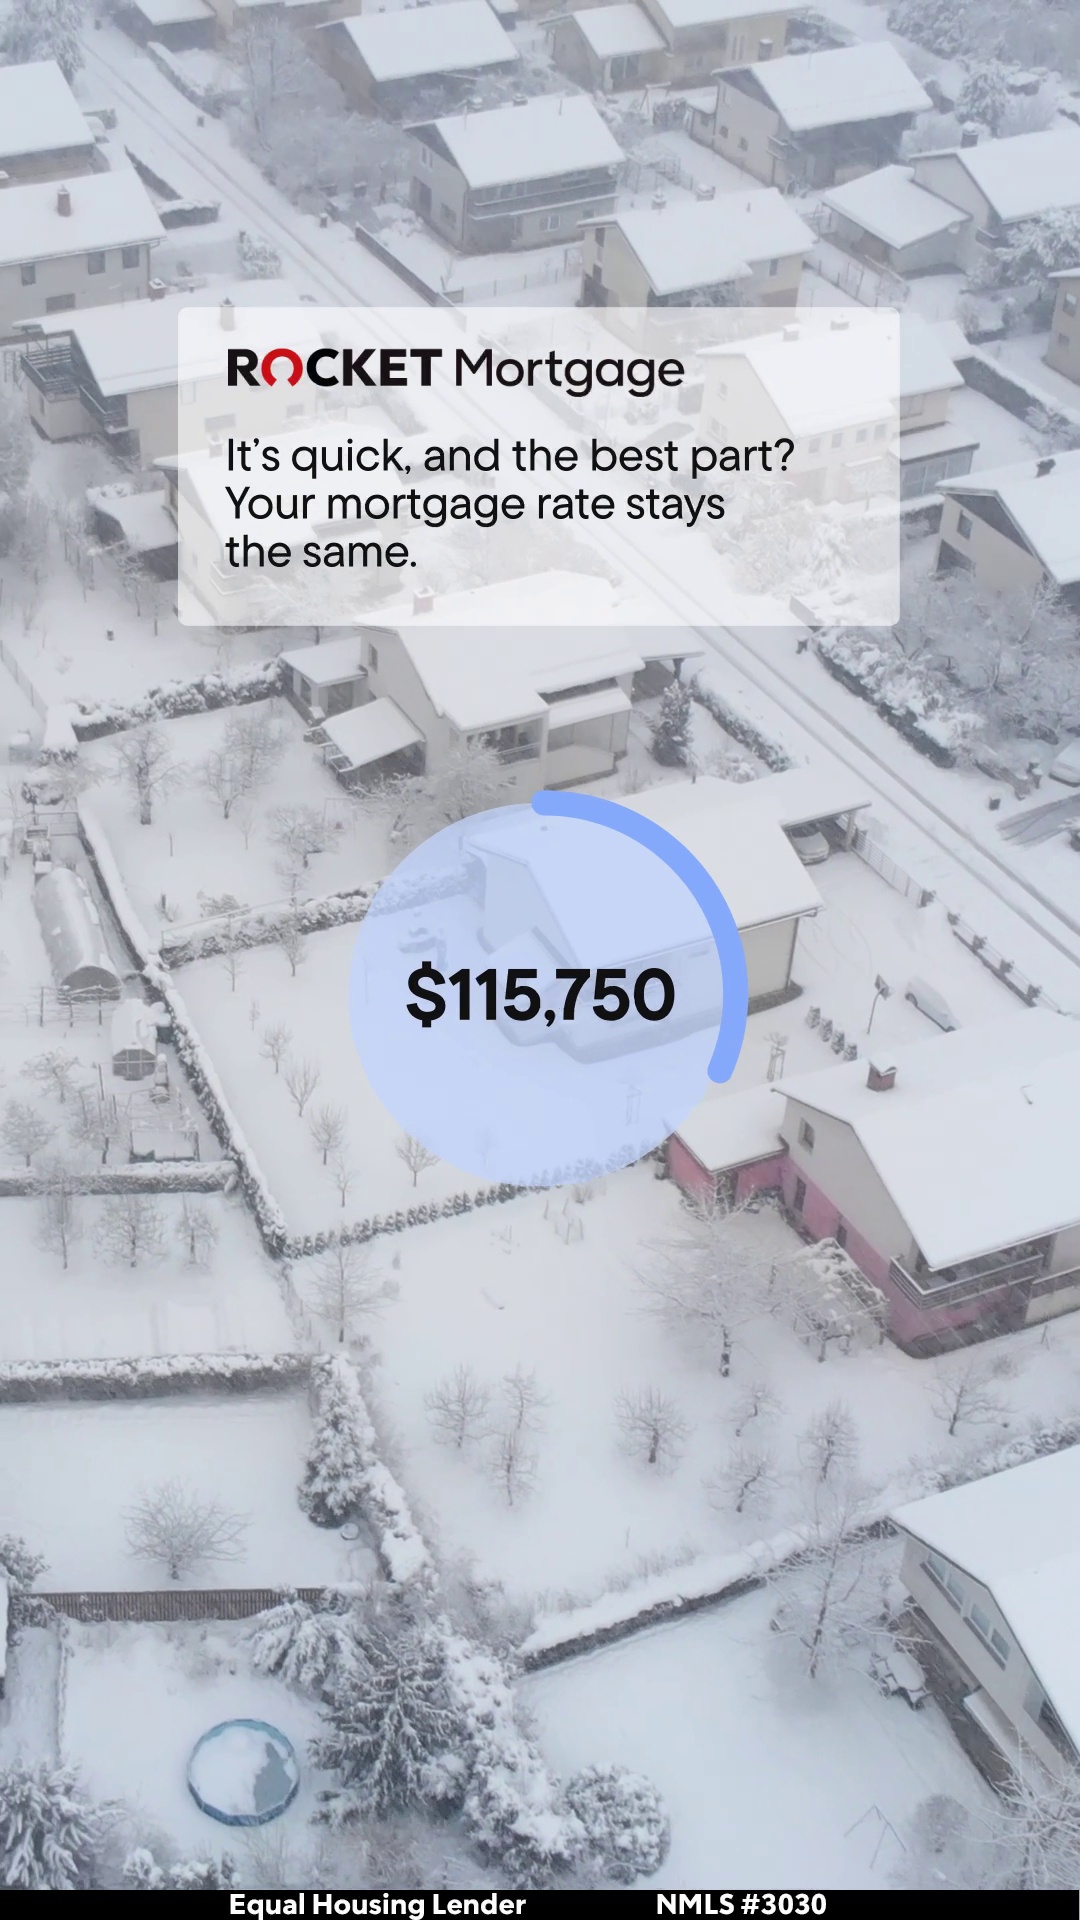 ROCKET Mortgage
It’s quick, and the best part?
Your mortgage rate stays
the same.
$115,750
Equal Housing Lender NMLS #3030